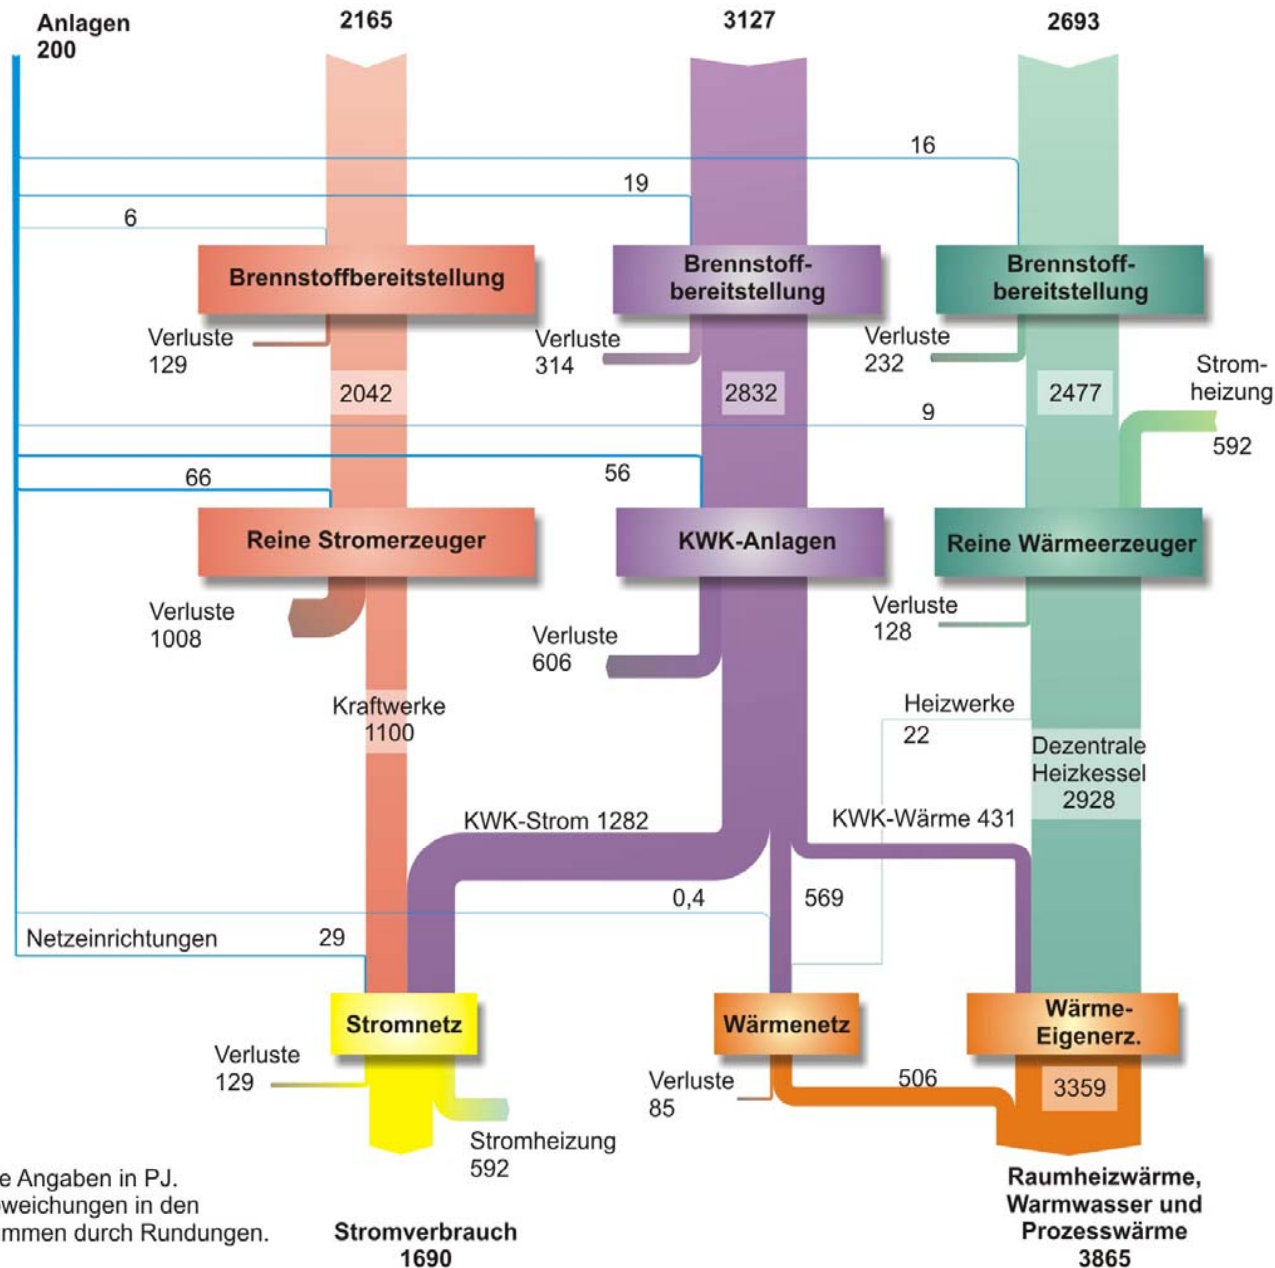 Anlagen
200
2165
3127
2693
16
19
6
Brennstoffbereitstellung
Brennstoff-
bereitstellung
Brennstoff-
bereitstellung
Verluste
129
Verluste
314
Verluste
232
Strom-
heizung
592
2042
2832
2477
9
66
56
Reine Stromerzeuger
KWK-Anlagen
Reine Wärmeerzeuger
Verluste
1008
Verluste
606
Verluste
128
Kraftwerke
1100
Heizwerke
22
Dezentrale
Heizkessel
2928
KWK-Strom 1282
KWK-Wärme 431
0,4
569
Netzeinrichtungen
29
Stromnetz
Wärmenetz
Wärme-
Eigenerz.
Verluste
129
Verluste
85
506
3359
Stromheizung
592
e Angaben in PJ.
weichungen in den
mmen durch Rundungen.
Stromverbrauch
1690
Raumheizwärme,
Warmwasser und
Prozesswärme
3865